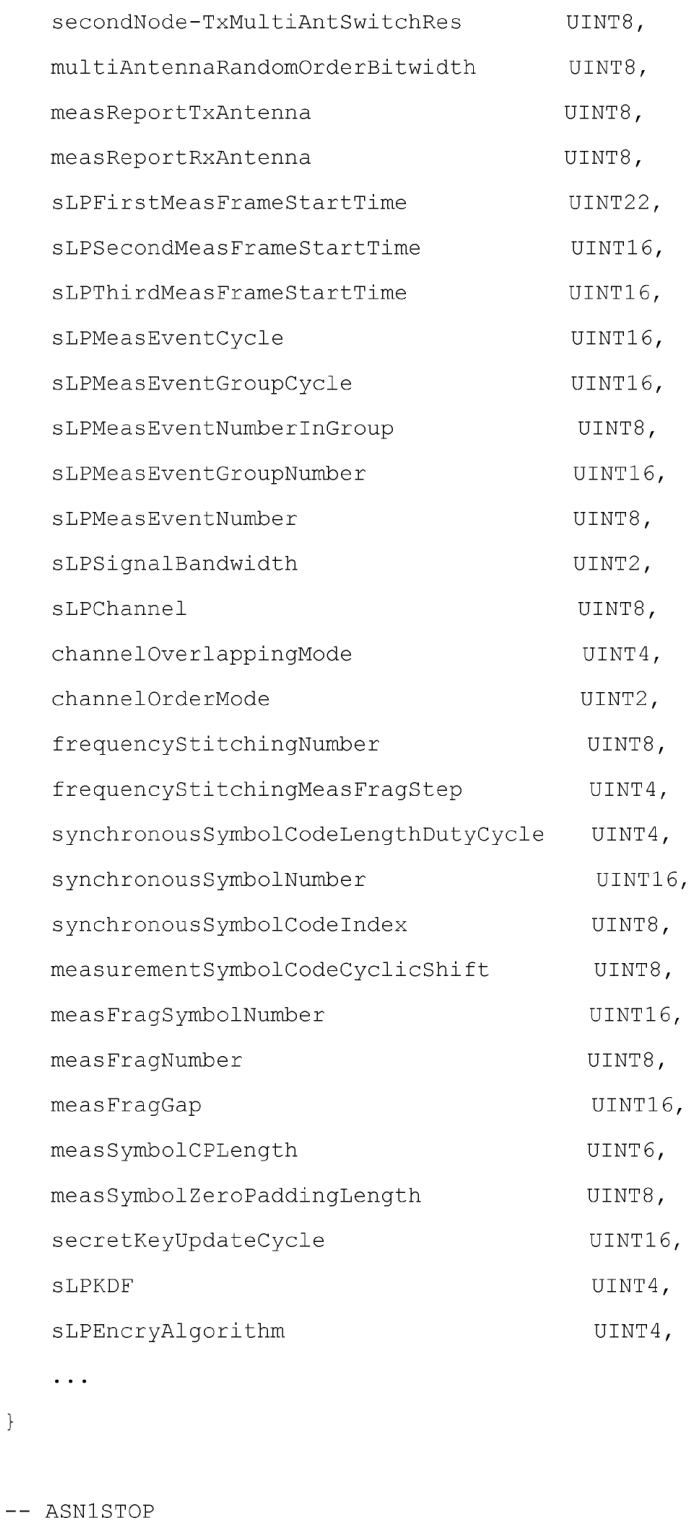 secondNode-TxMultiAntSwitchRes UINT8,
multiAntennaRandomOrderBitwidth UINT8,
measReportTxAntenna UINT8,
measReportRxAntenna UINT8,
sLPFirstMeasFrameStartTime UINT22,
sLPSecondMeasFrameStartTime UINT16,
sLPThirdMeasFrameStartTime UINT16,
sLPMeasEventCycle UINT16,
sLPMeasEventGroupCycle UINT16,
sLPMeasEventNumberInGroup UINT8,
sLPMeasEventGroupNumber UINT16,
sLPMeasEventNumber UINT8,
sLPSignalBandwidth UINT2,
sLPChannel UINT8,
channelOverlappingMode UINT4,
channelOrderMode UINT2,
frequencyStitchingNumber UINT8,
frequencyStitchingMeasFragStep UINT4,
synchronousSymbolCodeLengthDutyCycle UINT4,
synchronousSymbolNumber UINT16,
synchronousSymbolCodeIndex UINT8,
measurementSymbolCodeCyclicShift UINT8,
measFragSymbolNumber UINT16,
measFragNumber UINT8,
measFragGap UINT16,
measSymbolCPLength UINT6,
measSymbolZeroPaddingLength UINT8,
secretKeyUpdateCycle UINT16,
sLPKDF UINT4,
sLPEncryAlgorithm UINT4,
...
}
-- ASN1STOP